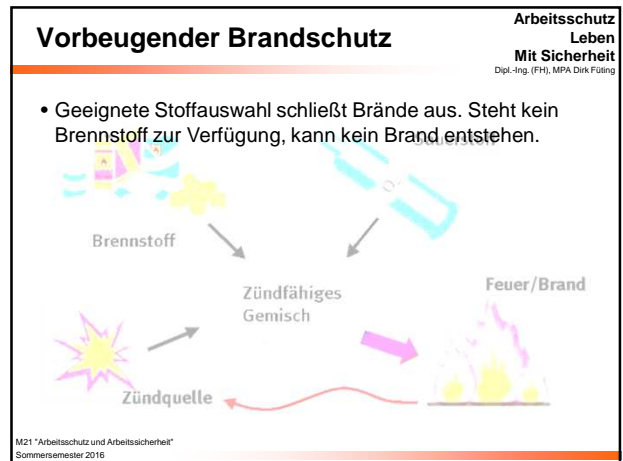 Vorbeugender Brandschutz
Arbeitsschutz
Leben
Mit Sicherheit
Dipl.-Ing. (FH), MPA Dirk Füting
• Geeignete Stoffauswahl schließt Brände aus. Steht kein
Brennstoff zur Verfügung, kann kein Brand entstehen.
Sauerstoff
Brennstoff
Zündfähiges
Gemisch
Feuer/Brand
Zündquelle
M21 "Arbeitsschutz und Arbeitssicherheit"
Sommersemester 2016